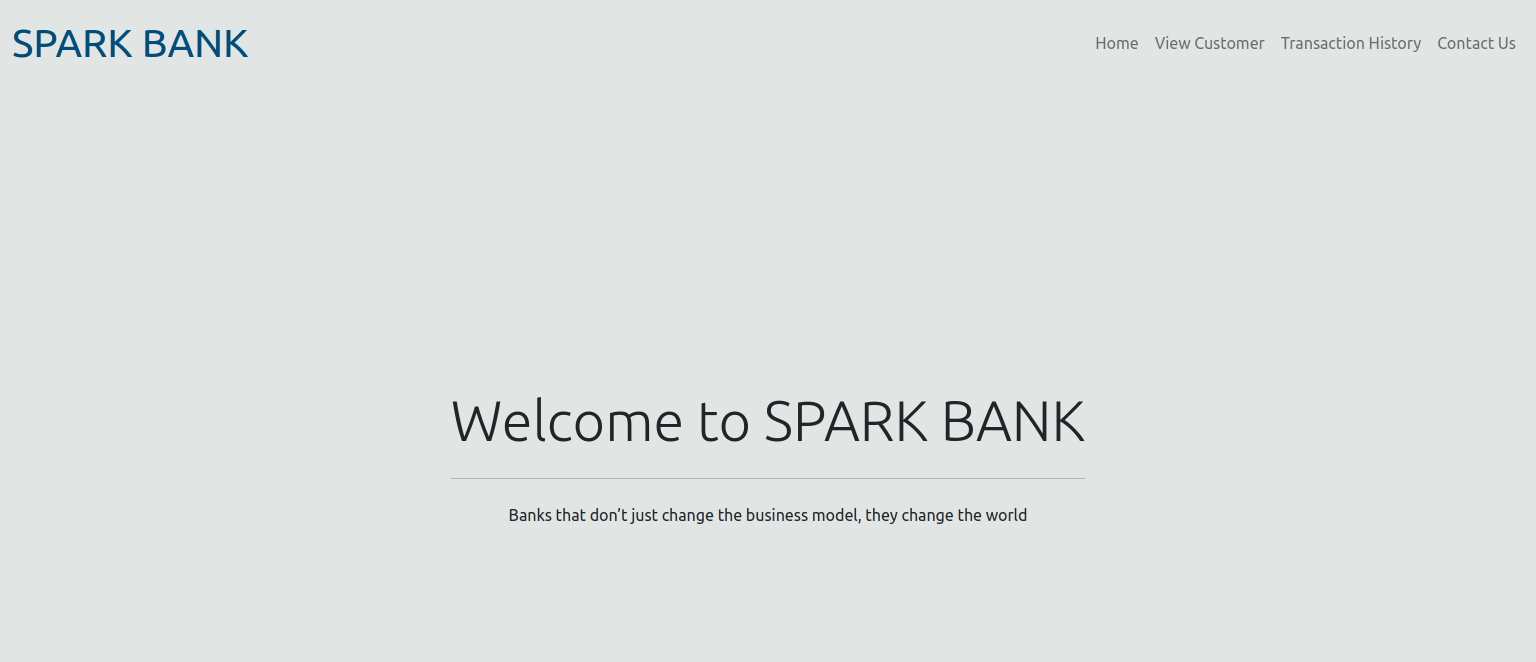 SPARK BANK
Home View Customer Transaction History Contact Us
Welcome to SPARK BANK
Banks that don’t just change the business model, they change the world